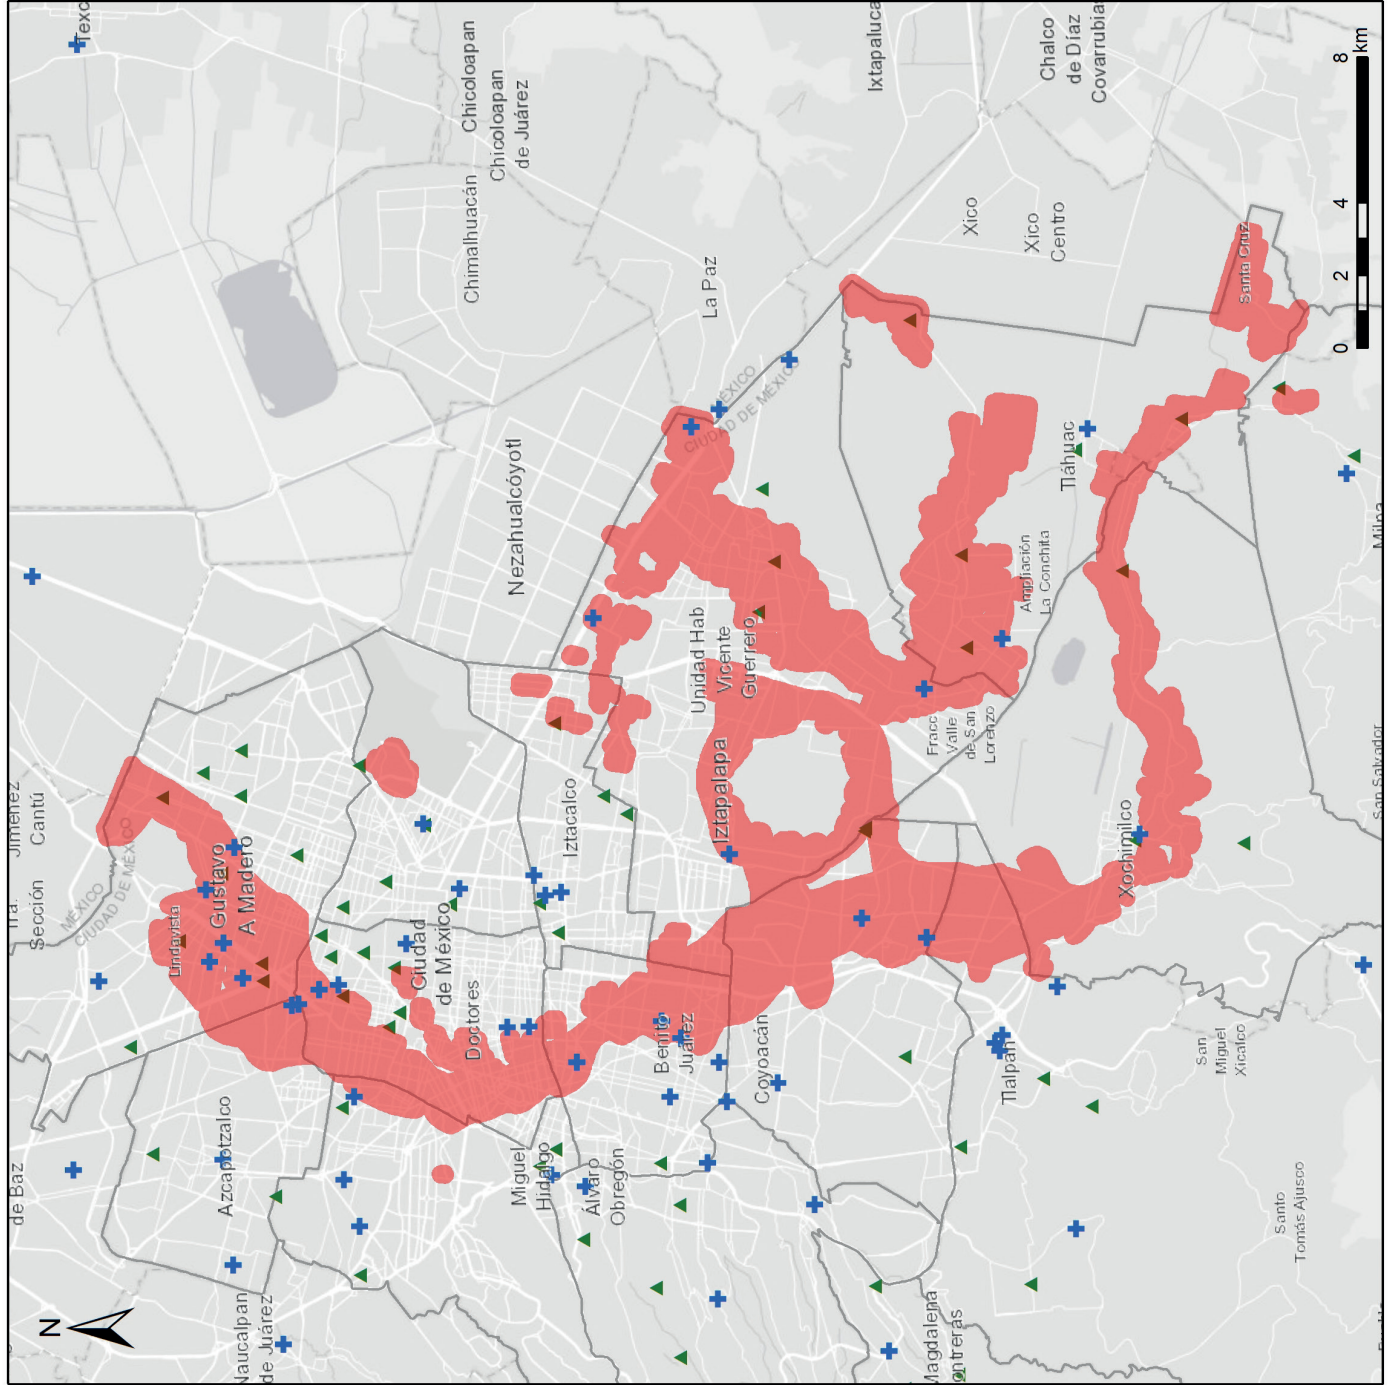 N
Naucalpan
de Juárez
de Baz
Azcapotzalco
Miguel
Hidalgo
Álvaro
Obregón
Magdalena
Contreras
Santo
Tomás Ajusco
Tlalpan
San
Miguel
Xicalco
Coyoacán
Benito
Juárez
Doctores
Ciudad
de México
Lindavista
Gustavo
A Madero
Sección
MÉXICO
CIUDAD DE MÉXICO
Jiménez
Cantú
Iztacalco
Iztapalapa
Xochimilco
San Salvador
Fracc
Valle
de San
Lorenzo
Unidad Hab
Vicente
Guerrero
Nezahualcóyotl
Ampliación
La Conchita
Tláhuac
Milpa
MÉXICO
CIUDAD DE MÉXICO
La Paz
Chimalhuacán
Xico
Xico
Centro
Santa Cruz
Chicoloapan
Chicoloapan
de Juárez
Texc
Ixtapaluca
Chalco
de Díaz
Covarrubias
0 2 4 8
km